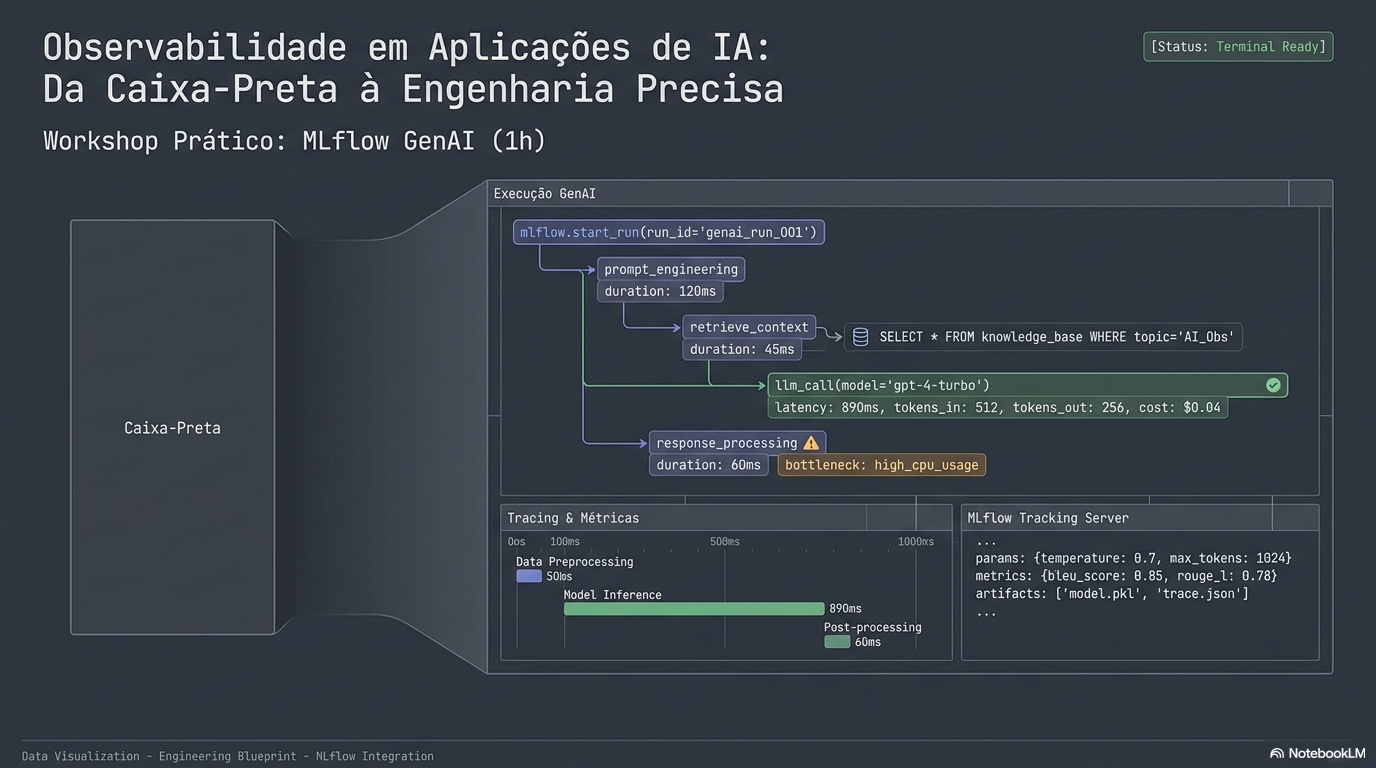 Observabilidade em Aplicações de IA:
Da Caixa-Preta à Engenharia Precisa
[Status: Terminal Ready]
Workshop Prático: MLflow GenAI (1h)
Caixa-Preta
Execução GenAI
mlflow.start_run(run_id='genai_run_001')
prompt_engineering
duration: 120ms
retrieve_context
duration: 45ms
SELECT * FROM knowledge_base WHERE topic='AI_Obs'
llm_call(model='gpt-4-turbo')
latency: 890ms, tokens_in: 512, tokens_out: 256, cost: $0.04
response_processing
duration: 60ms
bottleneck: high_cpu_usage
Tracing & Métricas
0os 100ms 500ms 1000ms
Data Preprocessing
50ms
Model Inference
890ms
Post-processing
60ms
MLflow Tracking Server
...
params: {temperature: 0.7, max_tokens: 1024}
metrics: {bleu_score: 0.85, rouge_l: 0.78}
artifacts: ['model.pkl', 'trace.json']
...
Data Visualization - Engineering Blueprint - NLflow Integration
NotebookLM